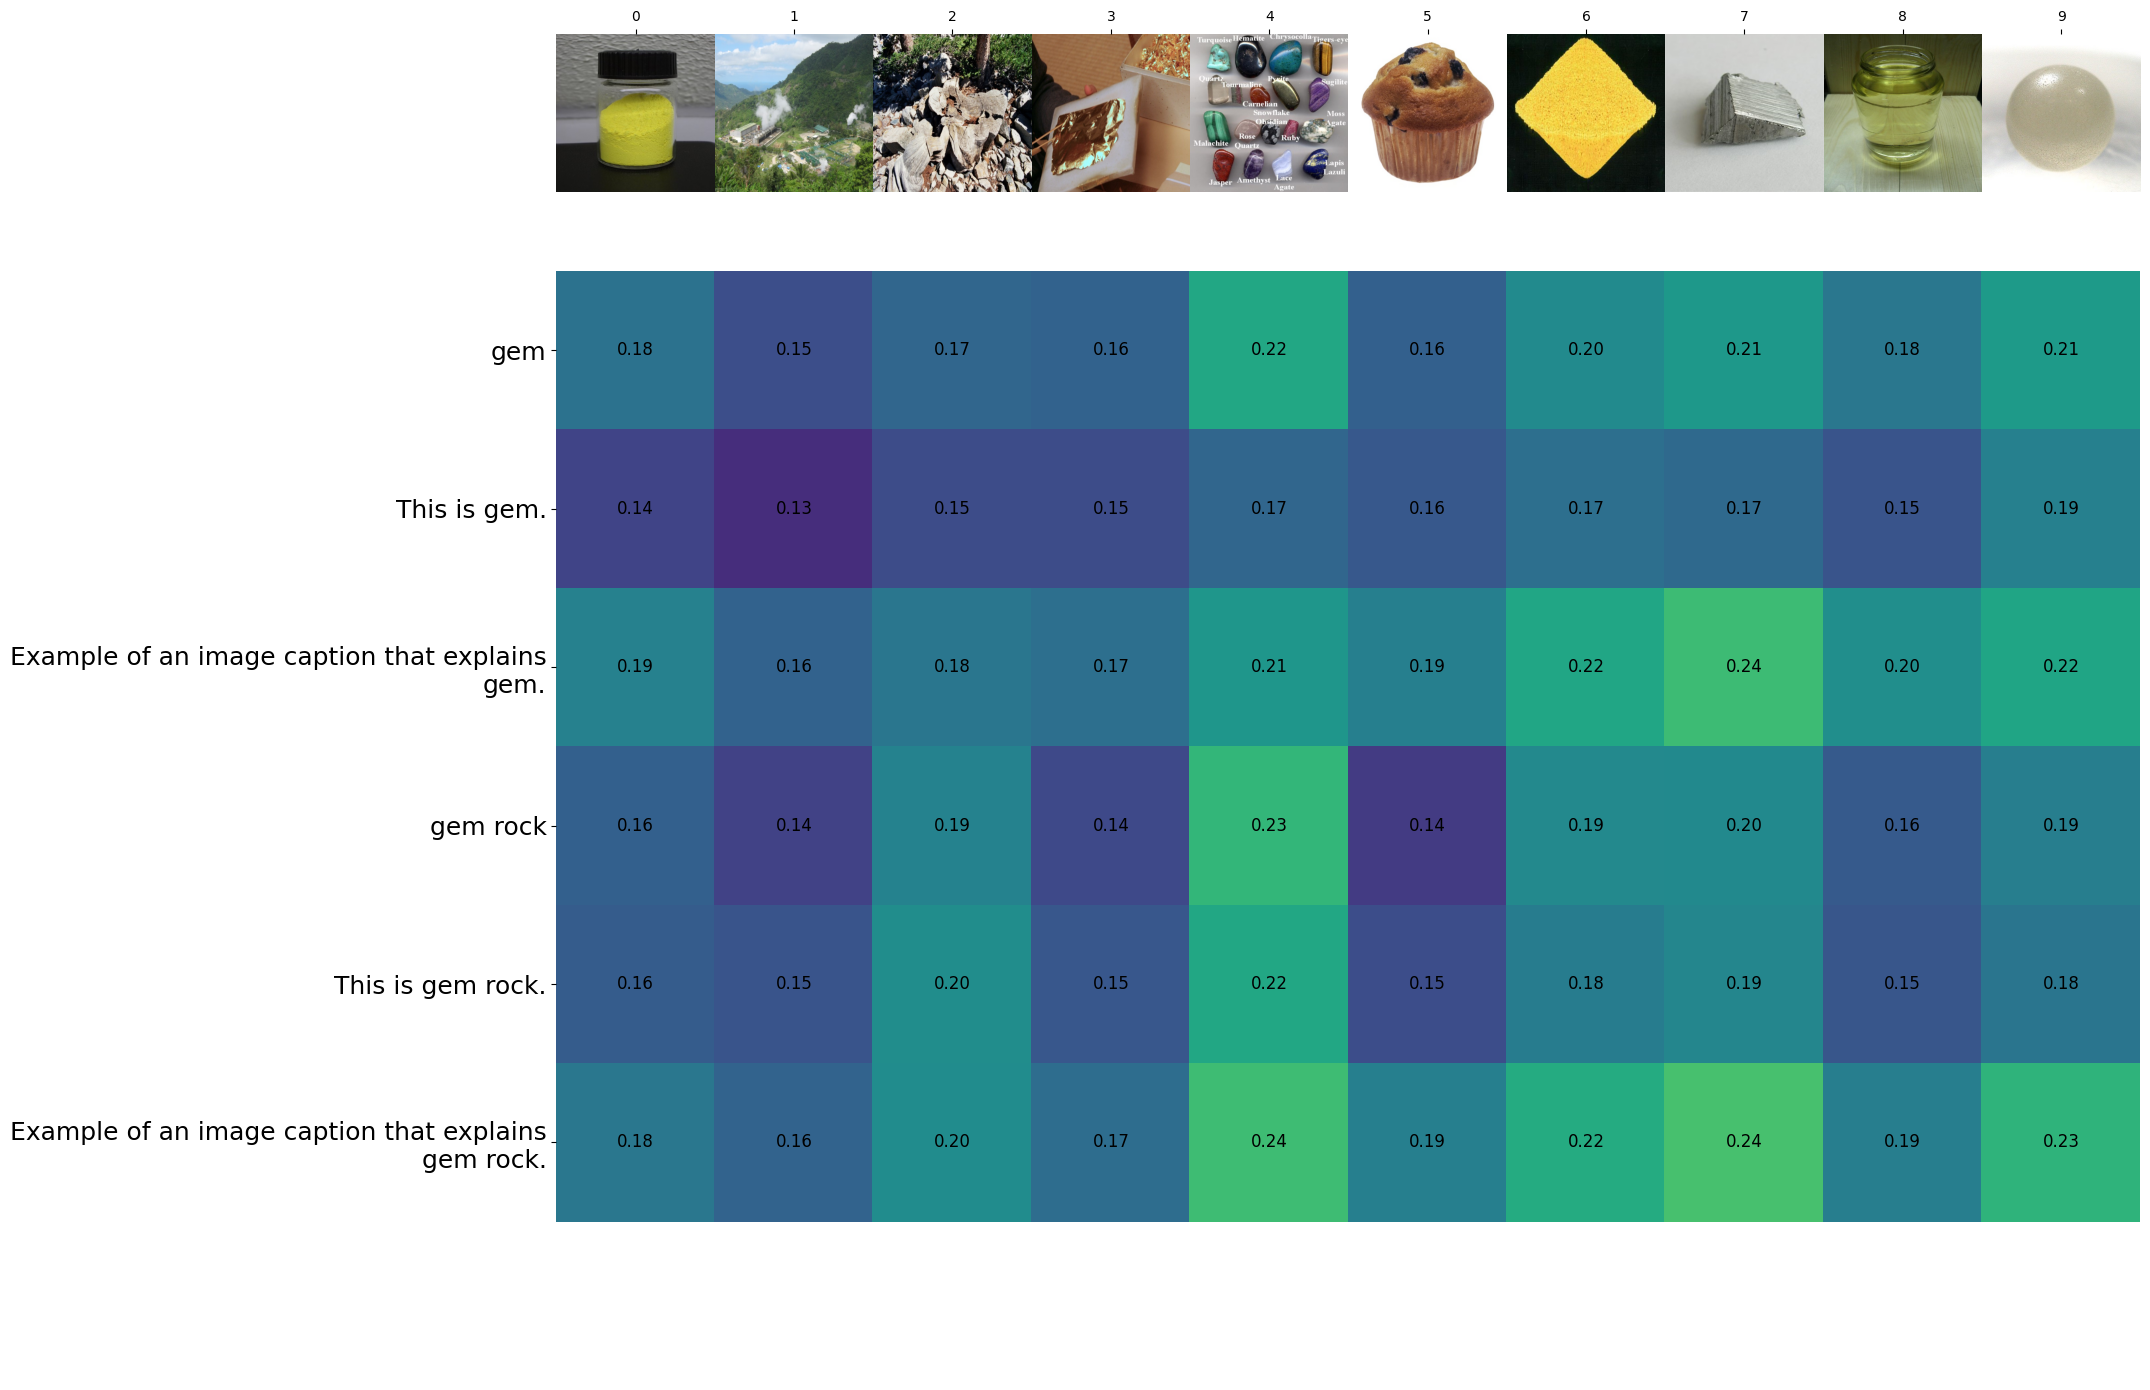 0 1 2 3 4 5 6 7 8 9
Turquoise Hematite Chrysocolla Tigers-eye
Quartz Pyrite Sugilite
Tourmaline
Carnelian
Snowflake Moss
Obsidian Agate
Malachite Rose Quartz Ruby
Jasper Amethyst Lace Agate Lapis Lazuli
gem 0.18 0.15 0.17 0.16 0.22 0.16 0.20 0.21 0.18 0.21
This is gem. 0.14 0.13 0.15 0.15 0.17 0.16 0.17 0.17 0.15 0.19
Example of an image caption that explains
gem. 0.19 0.16 0.18 0.17 0.21 0.19 0.22 0.24 0.20 0.22
gem rock 0.16 0.14 0.19 0.14 0.23 0.14 0.19 0.20 0.16 0.19
This is gem rock. 0.16 0.15 0.20 0.15 0.22 0.15 0.18 0.19 0.15 0.18
Example of an image caption that explains
gem rock. 0.18 0.16 0.20 0.17 0.24 0.19 0.22 0.24 0.19 0.23